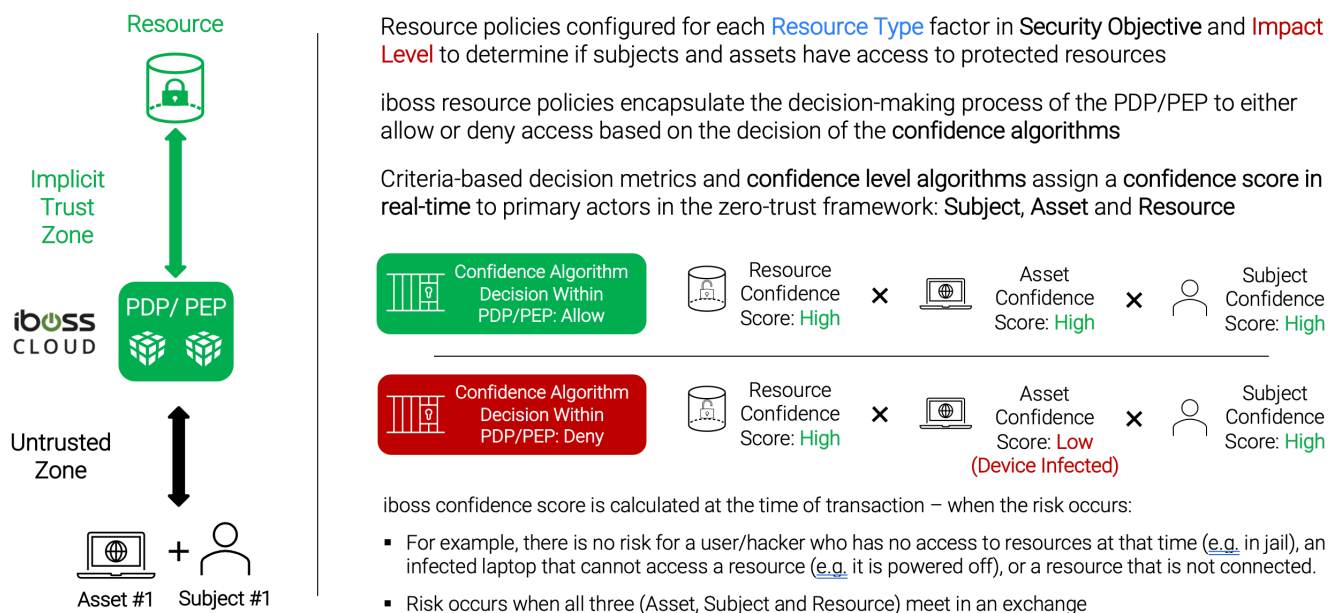 Resource
Implicit
Trust
Zone
PDP/ PEP
iboss
CLOUD
Untrusted
Zone
Asset #1
Subject #1
Resource policies configured for each Resource Type factor in Security Objective and Impact
Level to determine if subjects and assets have access to protected resources
iboss resource policies encapsulate the decision-making process of the PDP/PEP to either
allow or deny access based on the decision of the confidence algorithms
Criteria-based decision metrics and confidence level algorithms assign a confidence score in
real-time to primary actors in the zero-trust framework: Subject, Asset and Resource
Confidence Algorithm
Decision Within
PDP/PEP: Allow
Resource
Confidence
Score: High
×
Asset
Confidence
Score: High
×
Subject
Confidence
Score: High
Confidence Algorithm
Decision Within
PDP/PEP: Deny
Resource
Confidence
Score: High
×
Asset
Confidence
Score: Low
(Device Infected)
×
Subject
Confidence
Score: High
iboss confidence score is calculated at the time of transaction – when the risk occurs:
▪ For example, there is no risk for a user/hacker who has no access to resources at that time (e.g. in jail), an
infected laptop that cannot access a resource (e.g. it is powered off), or a resource that is not connected.
▪ Risk occurs when all three (Asset, Subject and Resource) meet in an exchange